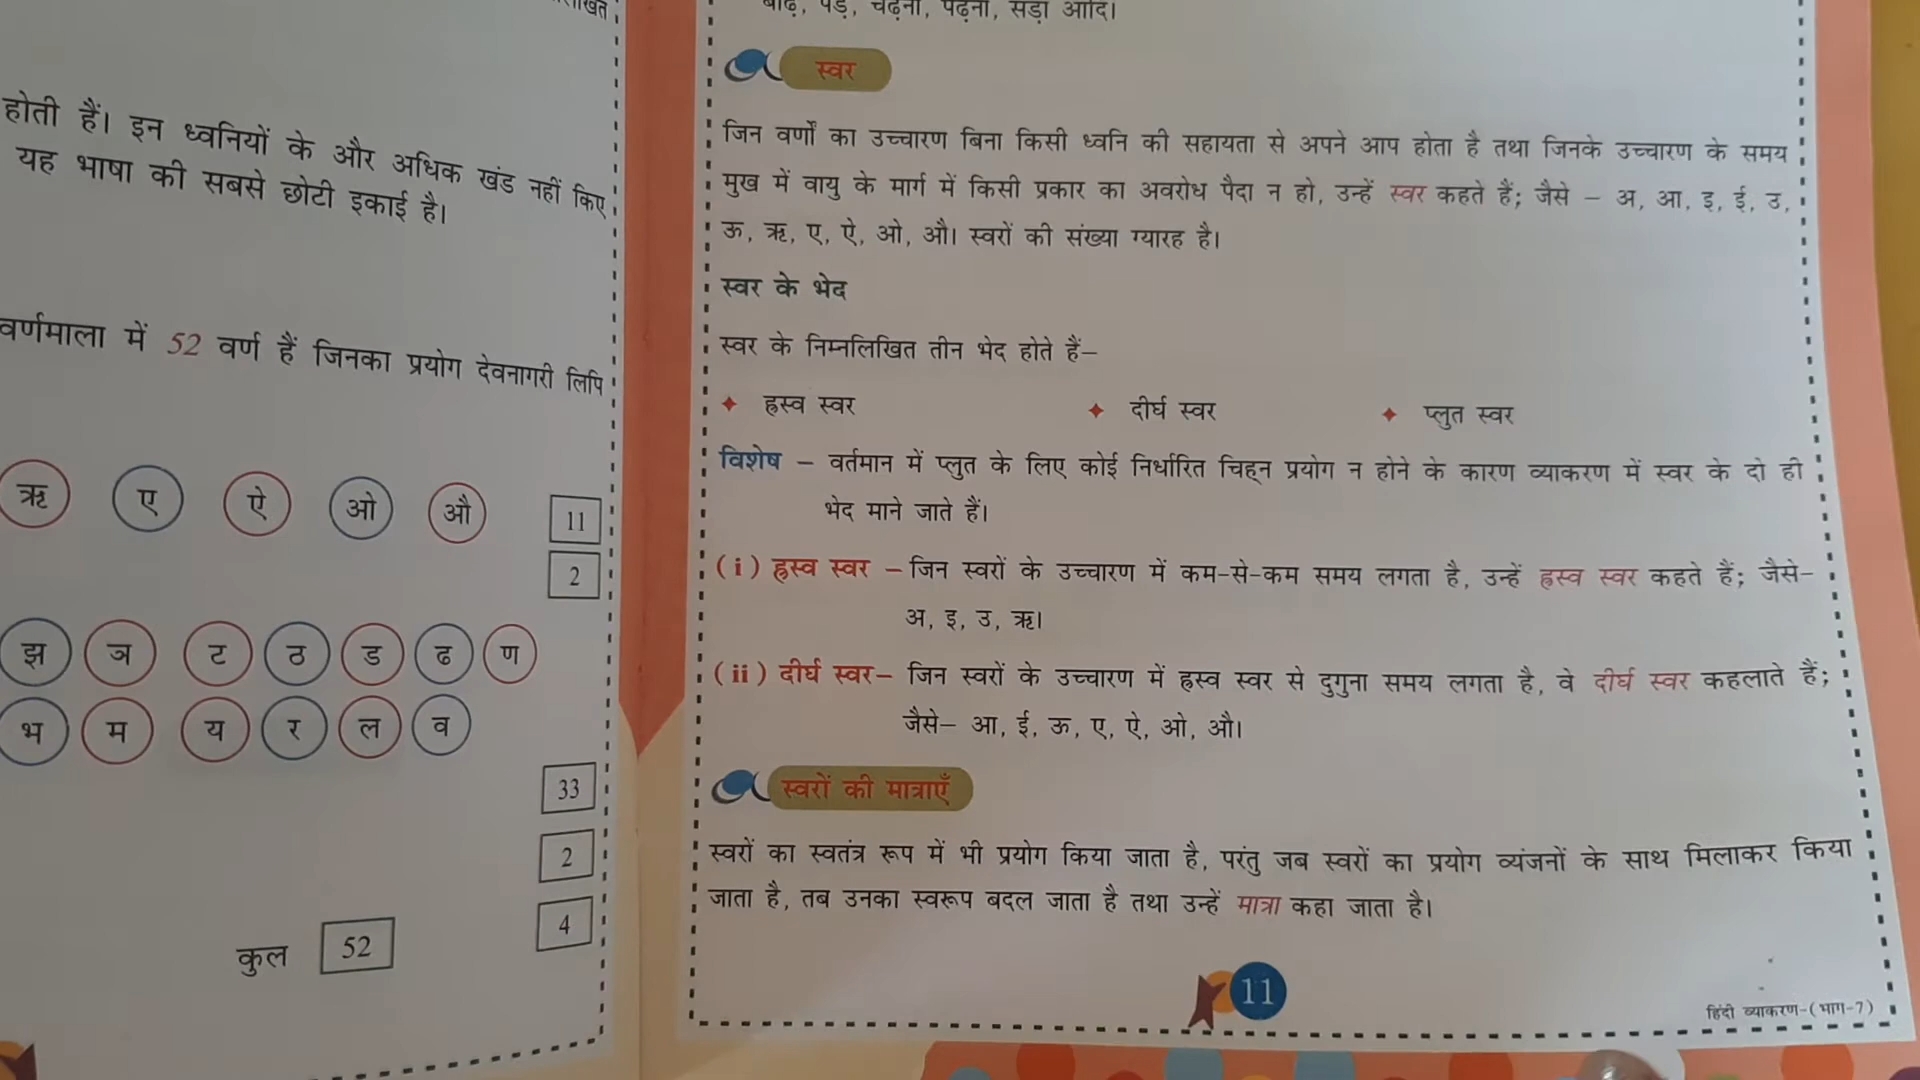 होती हैं। इन ध्वनियों के और अधिक खंड नहीं किए
यह भाषा की सबसे छोटी इकाई है।
वर्णमाला में 52 वर्ण हैं जिनका प्रयोग देवनागरी लिपि
ऋ ए ऐ ओ औ 11
2
झ ञ ट ठ ड ढ ण
भ म य र ल व
33
2
4
कुल 52
बाढ़, पेड़, चढ़ना, पढ़ना, सड़ा आदि।
स्वर
जिन वर्णों का उच्चारण बिना किसी ध्वनि की सहायता से अपने आप होता है तथा जिनके उच्चारण के समय
मुख में वायु के मार्ग में किसी प्रकार का अवरोध पैदा न हो, उन्हें स्वर कहते हैं; जैसे – अ, आ, इ, ई, उ,
ऊ, ऋ, ए, ऐ, ओ, औ। स्वरों की संख्या ग्यारह है।
स्वर के भेद
स्वर के निम्नलिखित तीन भेद होते हैं–
ह्रस्व स्वर दीर्घ स्वर प्लुत स्वर
विशेष – वर्तमान में प्लुत के लिए कोई निर्धारित चिह्न प्रयोग न होने के कारण व्याकरण में स्वर के दो ही
भेद माने जाते हैं।
(i) ह्रस्व स्वर – जिन स्वरों के उच्चारण में कम-से-कम समय लगता है, उन्हें ह्रस्व स्वर कहते हैं; जैसे–
अ, इ, उ, ऋ।
(ii) दीर्घ स्वर– जिन स्वरों के उच्चारण में ह्रस्व स्वर से दुगुना समय लगता है, वे दीर्घ स्वर कहलाते हैं;
जैसे– आ, ई, ऊ, ए, ऐ, ओ, औ।
स्वरों की मात्राएँ
स्वरों का स्वतंत्र रूप में भी प्रयोग किया जाता है, परंतु जब स्वरों का प्रयोग व्यंजनों के साथ मिलाकर किया
जाता है, तब उनका स्वरूप बदल जाता है तथा उन्हें मात्रा कहा जाता है।
11
हिंदी व्याकरण-(भाग-7)